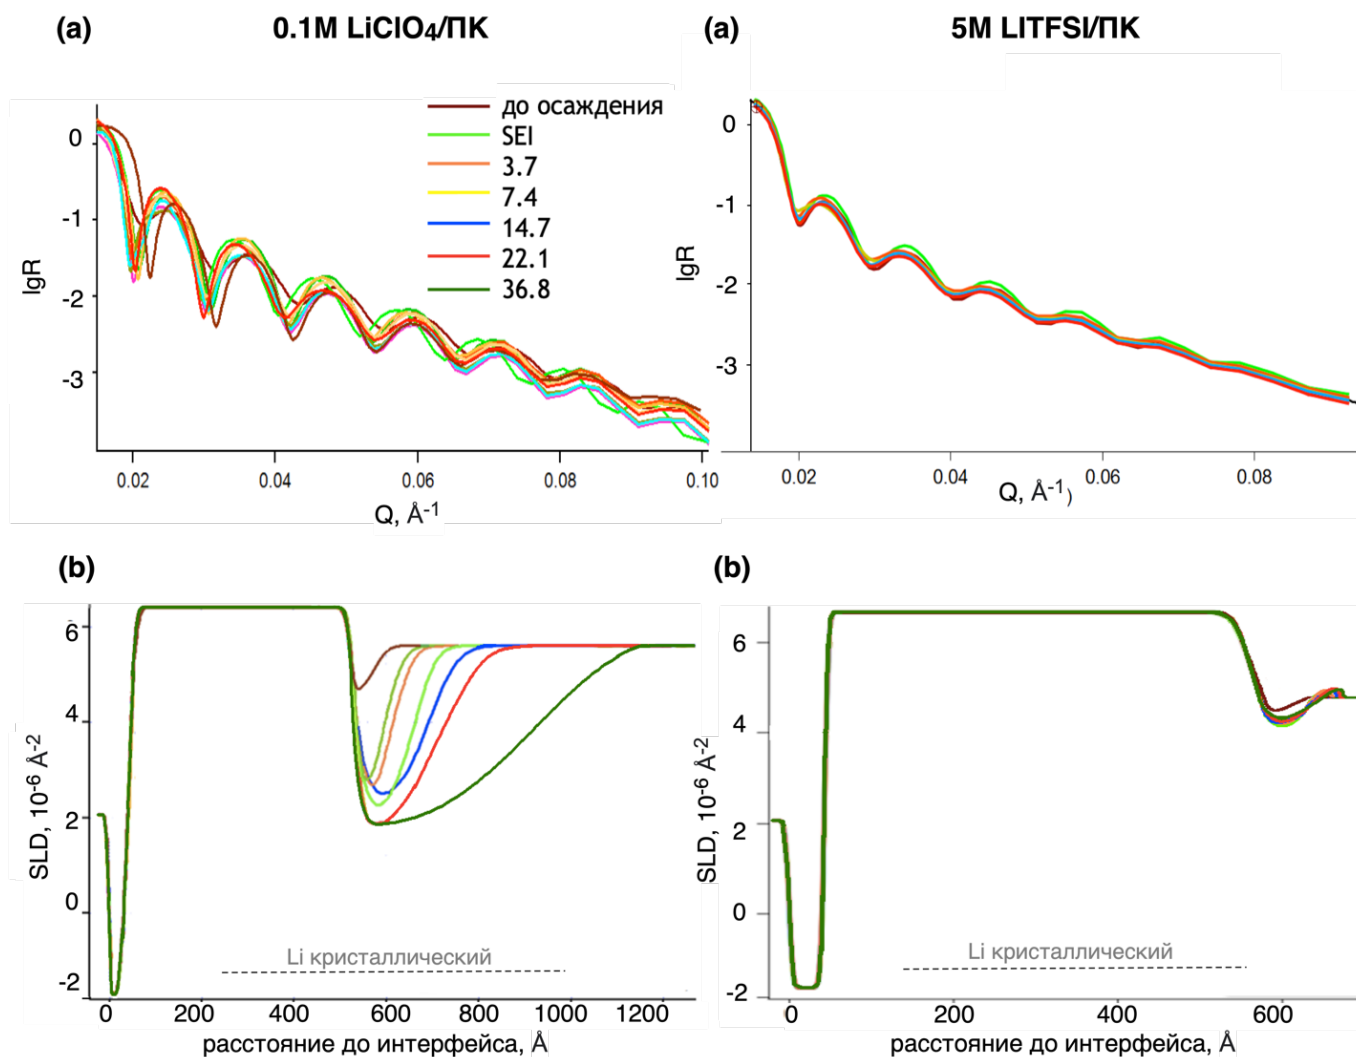 (a) 0.1M LiClO4/ПК
(a) 5M LITFSI/ПК
до осаждения
SEI
3.7
7.4
14.7
22.1
36.8
lgR
0
-1
-2
-3
0.02 0.04 0.06 0.08 0.10
Q, Å-1
lgR
0
-1
-2
-3
0.02 0.04 0.06 0.08
Q, Å-1)
(b)
SLD, 10-6 Å-2
6
4
2
0
-2
Li кристаллический
0 200 400 600 800 1000 1200
расстояние до интерфейса, Å
(b)
SLD, 10-6 Å-2
6
4
2
0
-2
Li кристаллический
0 200 400 600
расстояние до интерфейса, Å